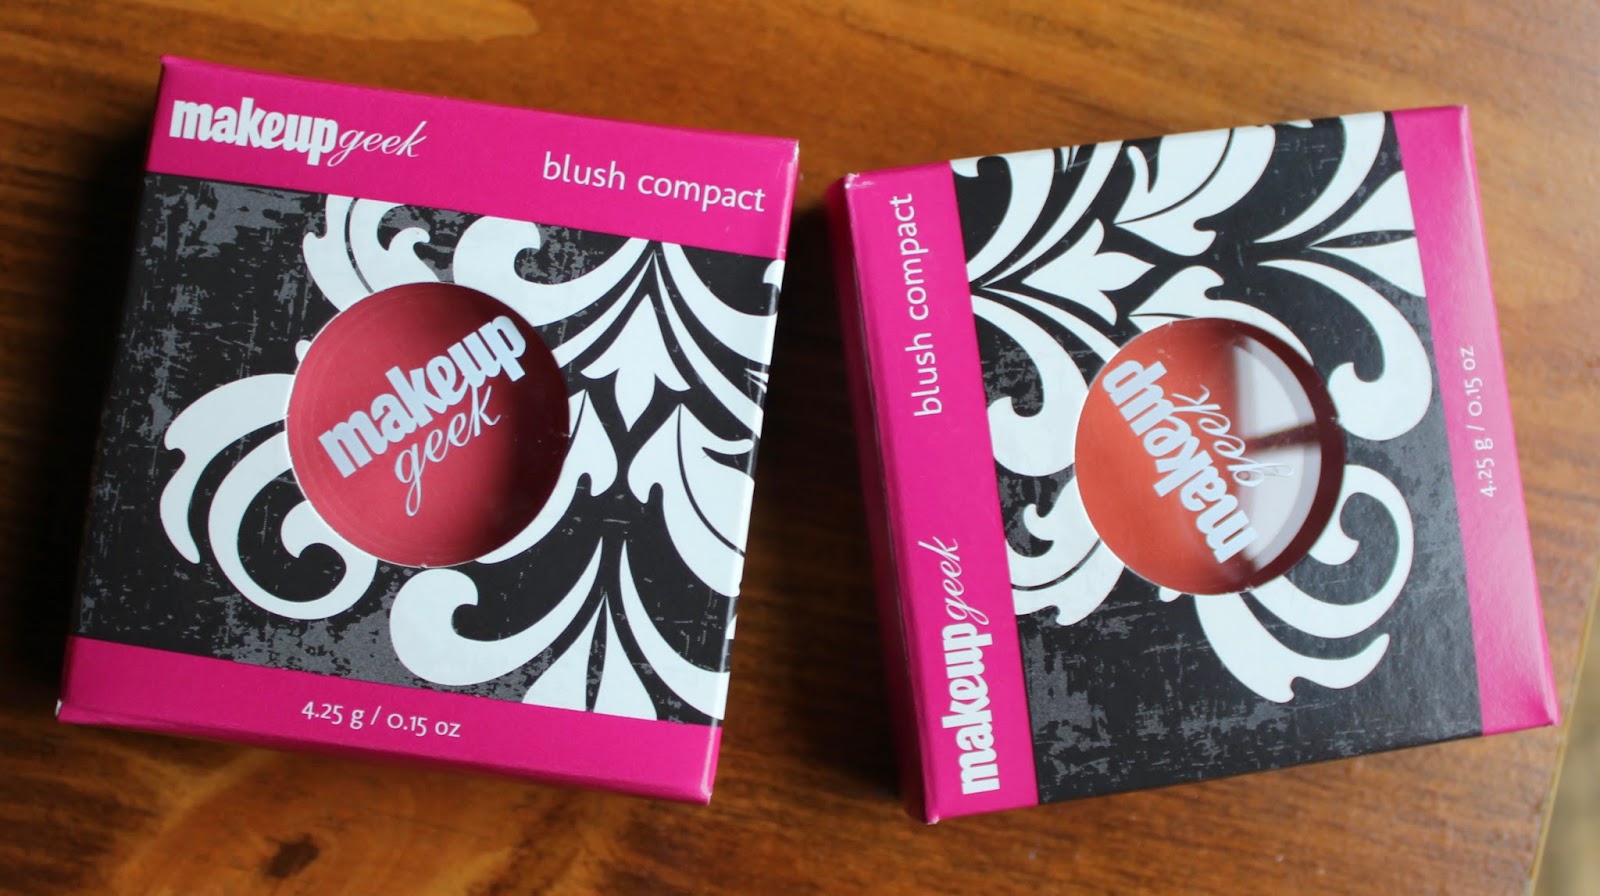 makeupgeek
blush compact
makeup
geek
4.25 g / 0.15 oz
makeupgeek
blush compact
makeup
geek
4.25 g / 0.15 oz